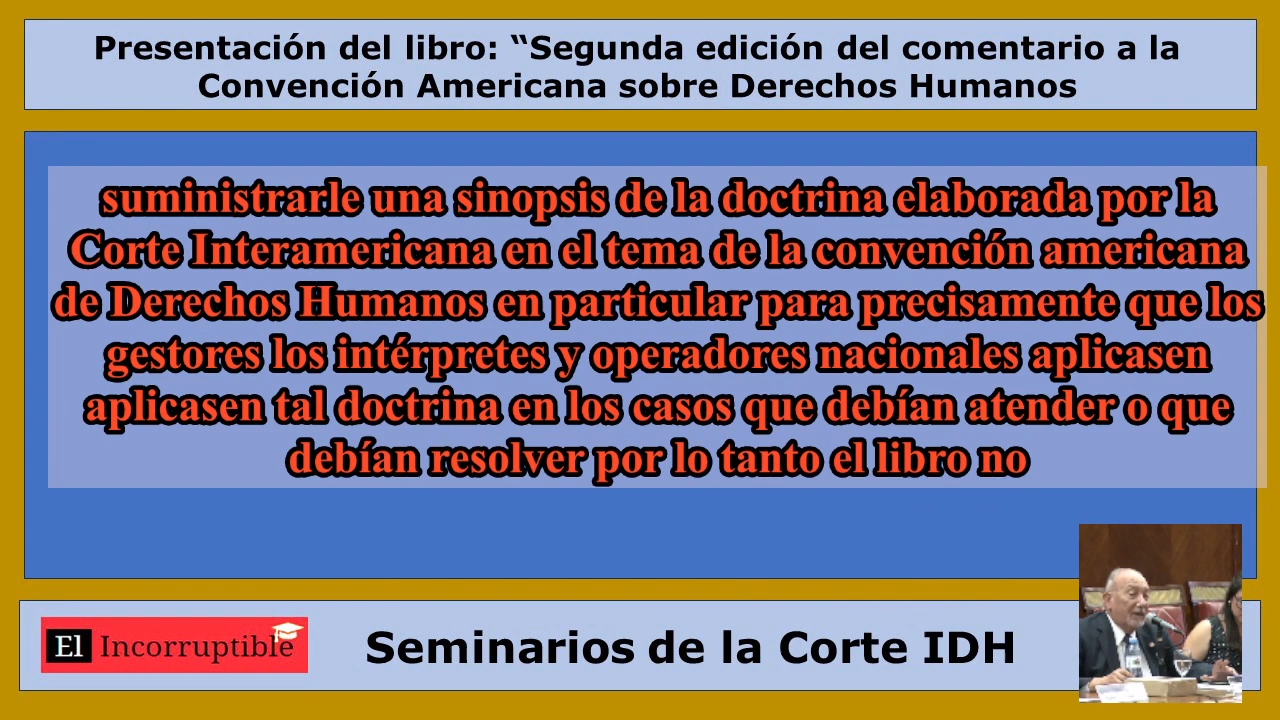 Presentación del libro: “Segunda edición del comentario a la
Convención Americana sobre Derechos Humanos
suministrarle una sinopsis de la doctrina elaborada por la
Corte Interamericana en el tema de la convención americana
de Derechos Humanos en particular para precisamente que los
gestores los intérpretes y operadores nacionales aplicasen
aplicasen tal doctrina en los casos que debían atender o que
debían resolver por lo tanto el libro no
El Incorruptible
Seminarios de la Corte IDH